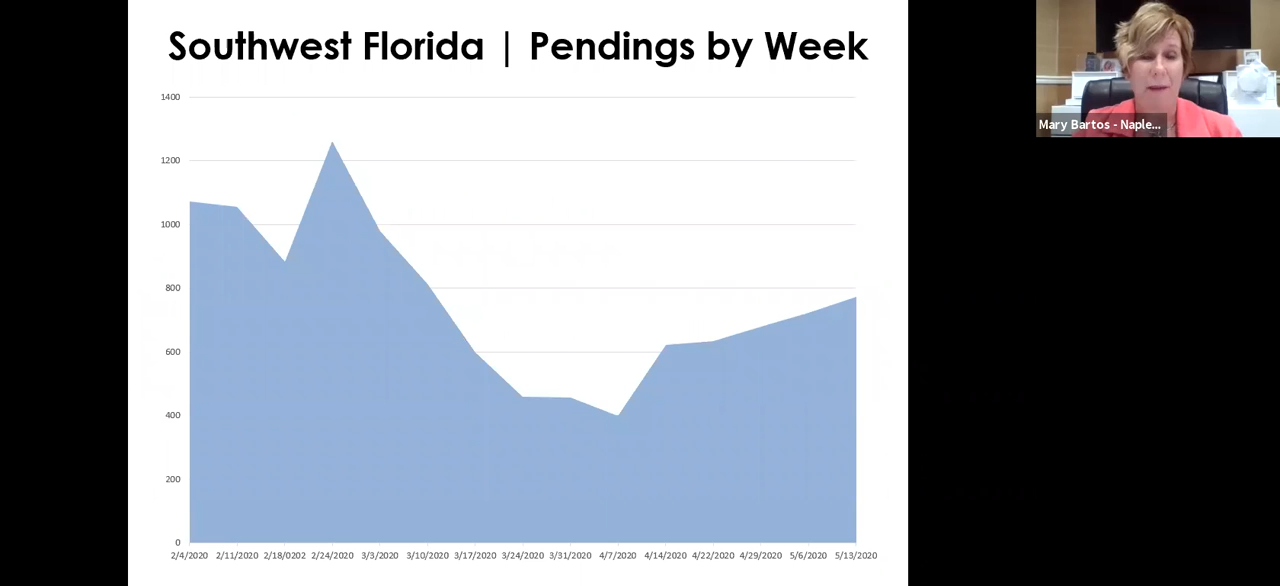 Southwest Florida | Pendings by Week
Mary Bartos - Naple...
1400
1200
1000
800
600
400
200
0
2/4/2020 2/11/2020 2/18/0202 2/24/2020 3/3/2020 3/10/2020 3/17/2020 3/24/2020 3/31/2020 4/7/2020 4/14/2020 4/22/2020 4/29/2020 5/6/2020 5/13/2020